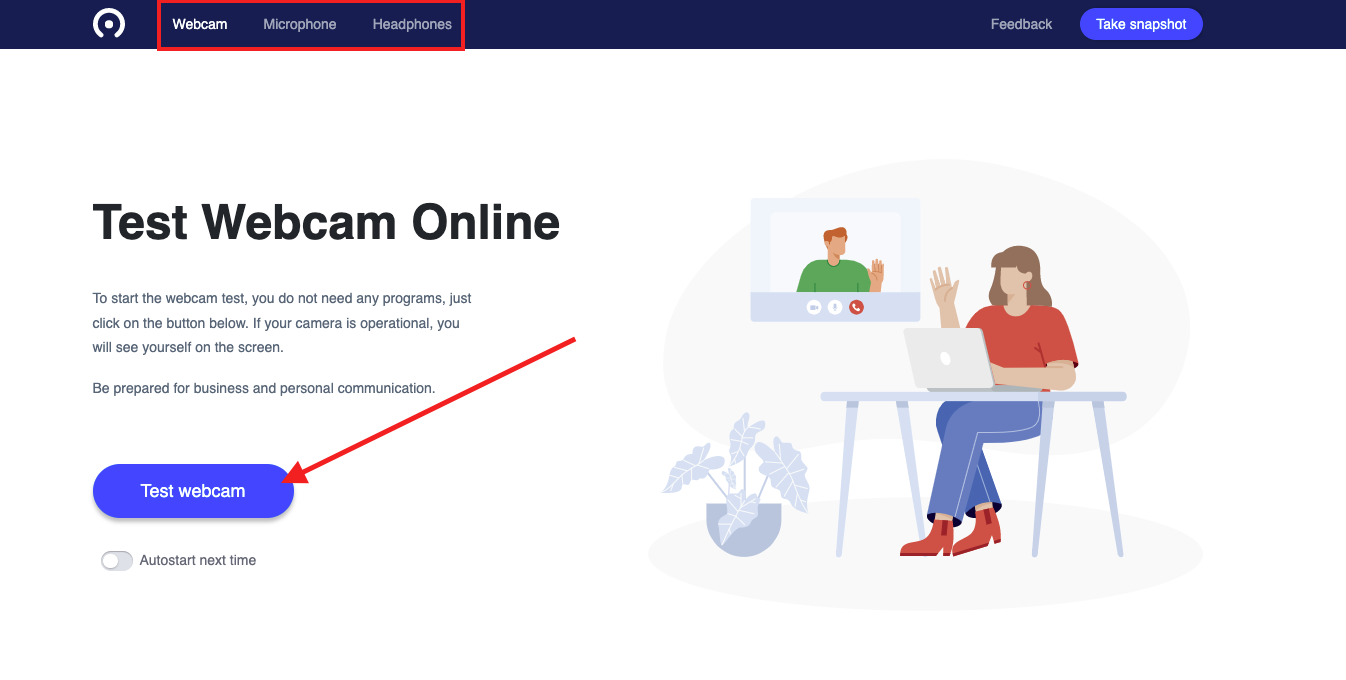 Webcam Microphone Headphones Feedback Take snapshot
Test Webcam Online
To start the webcam test, you do not need any programs, just
click on the button below. If your camera is operational, you
will see yourself on the screen.
Be prepared for business and personal communication.
Test webcam
Autostart next time